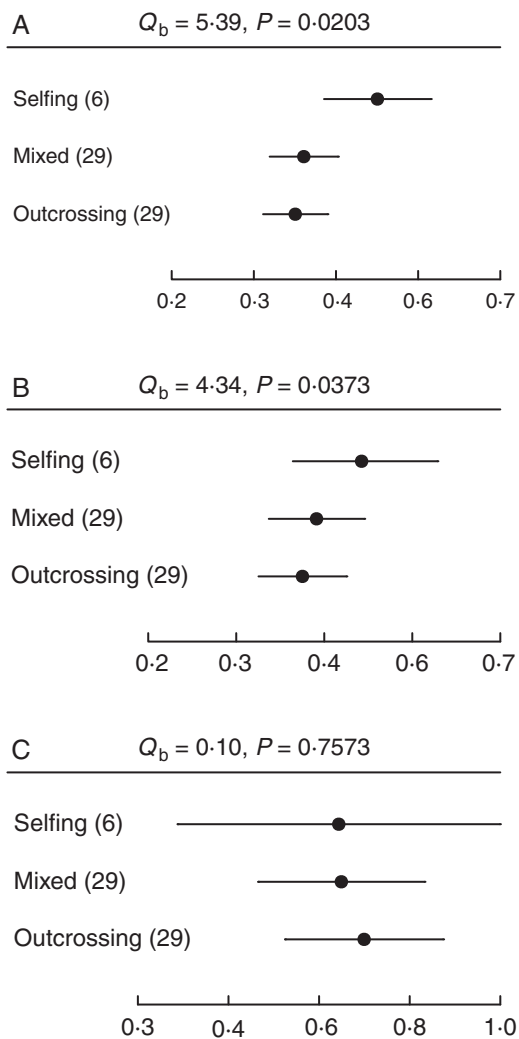 A Q_b = 5·39, P = 0·0203
Selfing (6)
Mixed (29)
Outcrossing (29)
0·2 0·3 0·4 0·6 0·7
B Q_b = 4·34, P = 0·0373
Selfing (6)
Mixed (29)
Outcrossing (29)
0·2 0·3 0·4 0·6 0·7
C Q_b = 0·10, P = 0·7573
Selfing (6)
Mixed (29)
Outcrossing (29)
0·3 0·4 0·6 0·8 1·0